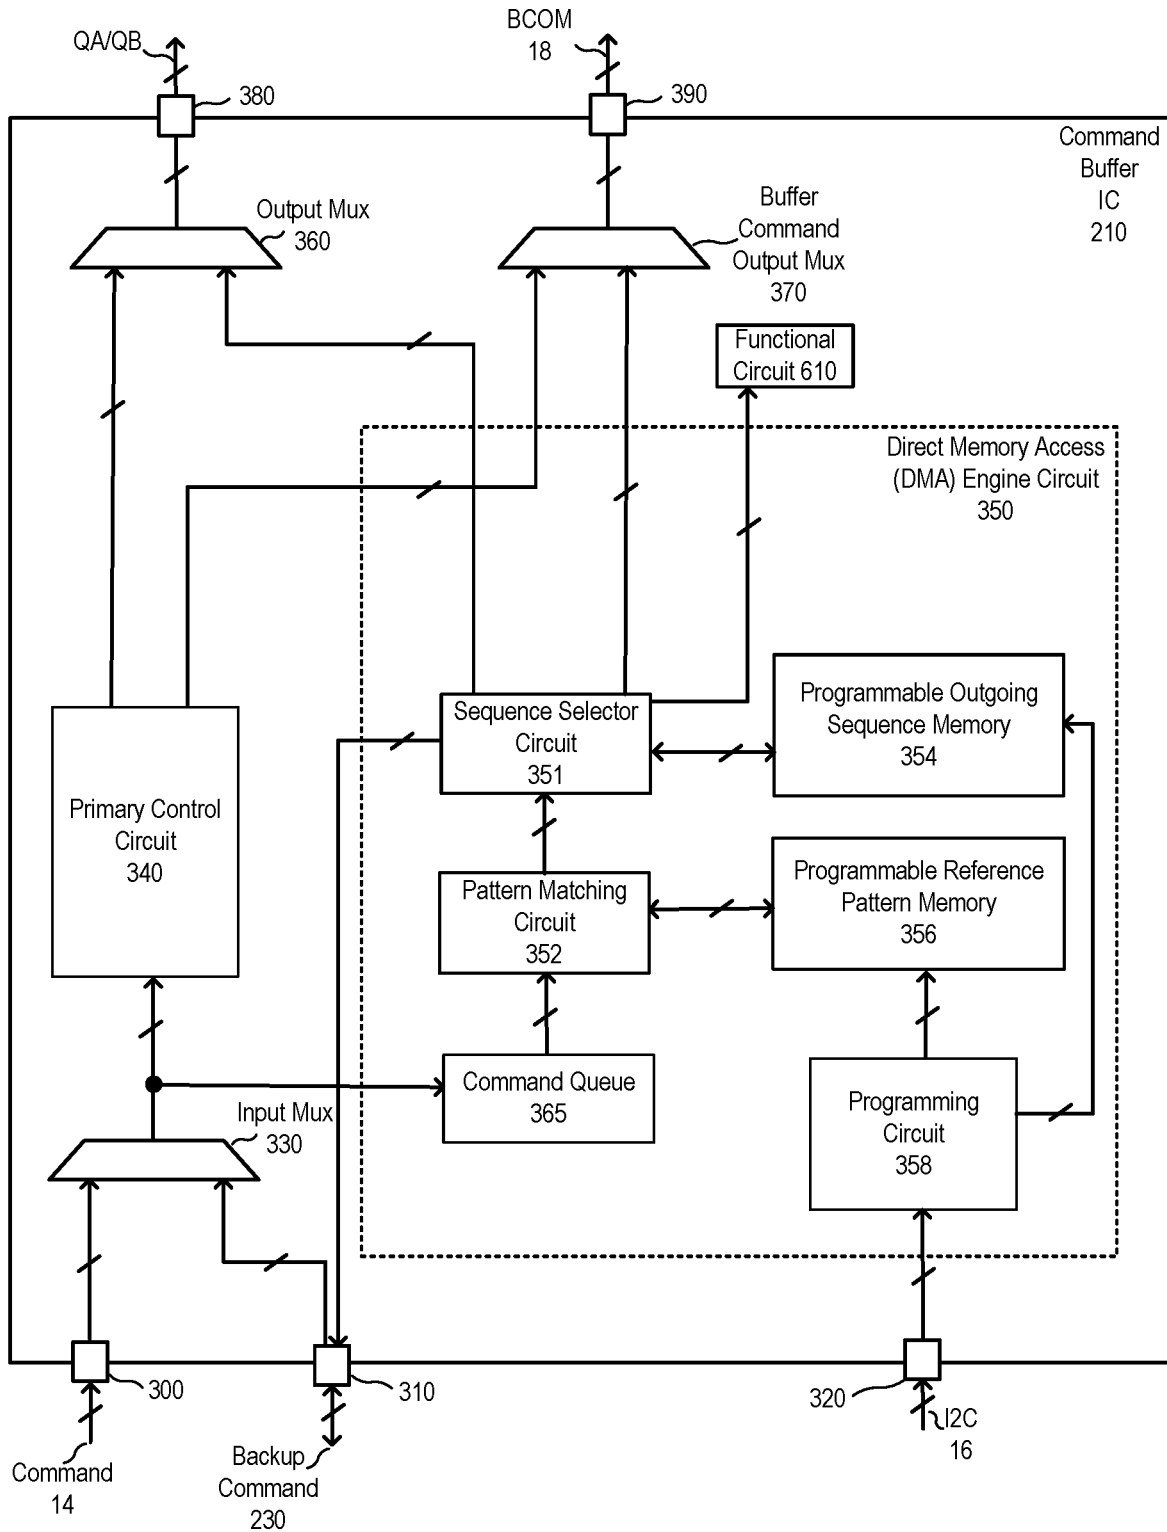 QA/QB
BCOM
18
380
390
Command
Buffer
IC
210
Output Mux
360
Buffer
Command
Output Mux
370
Functional
Circuit 610
Direct Memory Access
(DMA) Engine Circuit
350
Sequence Selector
Circuit
351
Programmable Outgoing
Sequence Memory
354
Primary Control
Circuit
340
Pattern Matching
Circuit
352
Programmable Reference
Pattern Memory
356
Command Queue
365
Programming
Circuit
358
Input Mux
330
300
310
320
Command
14
Backup
Command
230
I2C
16